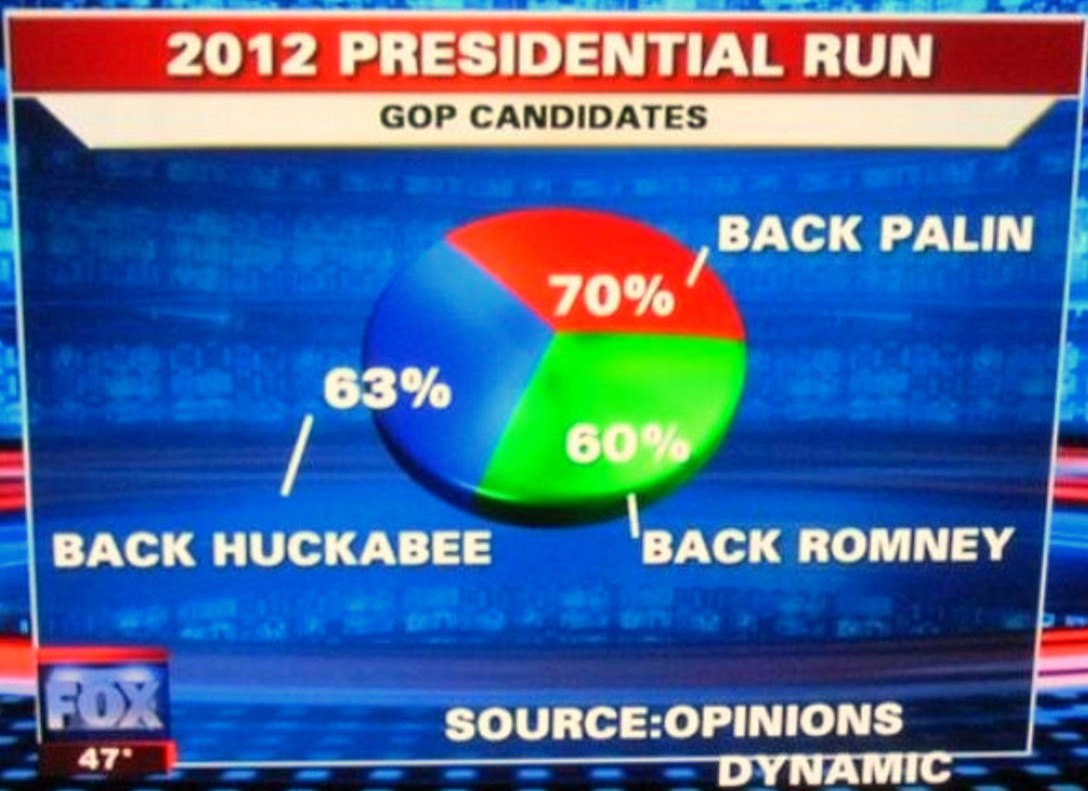 2012 PRESIDENTIAL RUN
GOP CANDIDATES
BACK PALIN
70%
63%
60%
BACK HUCKABEE
BACK ROMNEY
FOX
47°
SOURCE:OPINIONS
DYNAMIC